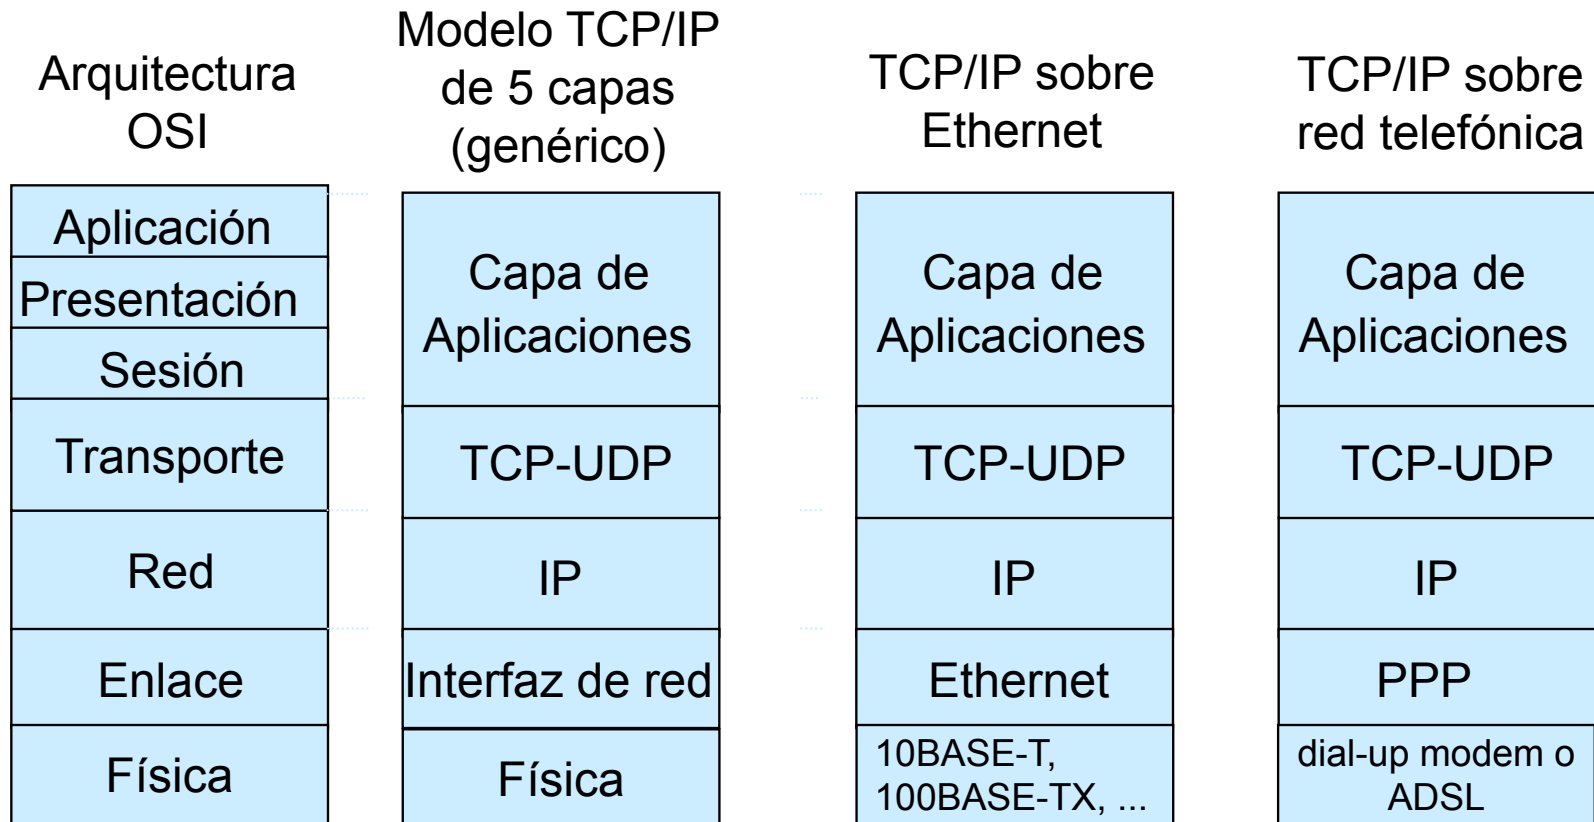 Arquitectura
OSI
Aplicación
Presentación
Sesión
Transporte
Red
Enlace
Física
Modelo TCP/IP
de 5 capas
(genérico)
Capa de
Aplicaciones
TCP-UDP
IP
Interfaz de red
Física
TCP/IP sobre
Ethernet
Capa de
Aplicaciones
TCP-UDP
IP
Ethernet
10BASE-T,
100BASE-TX, ...
TCP/IP sobre
red telefónica
Capa de
Aplicaciones
TCP-UDP
IP
PPP
dial-up modem o
ADSL